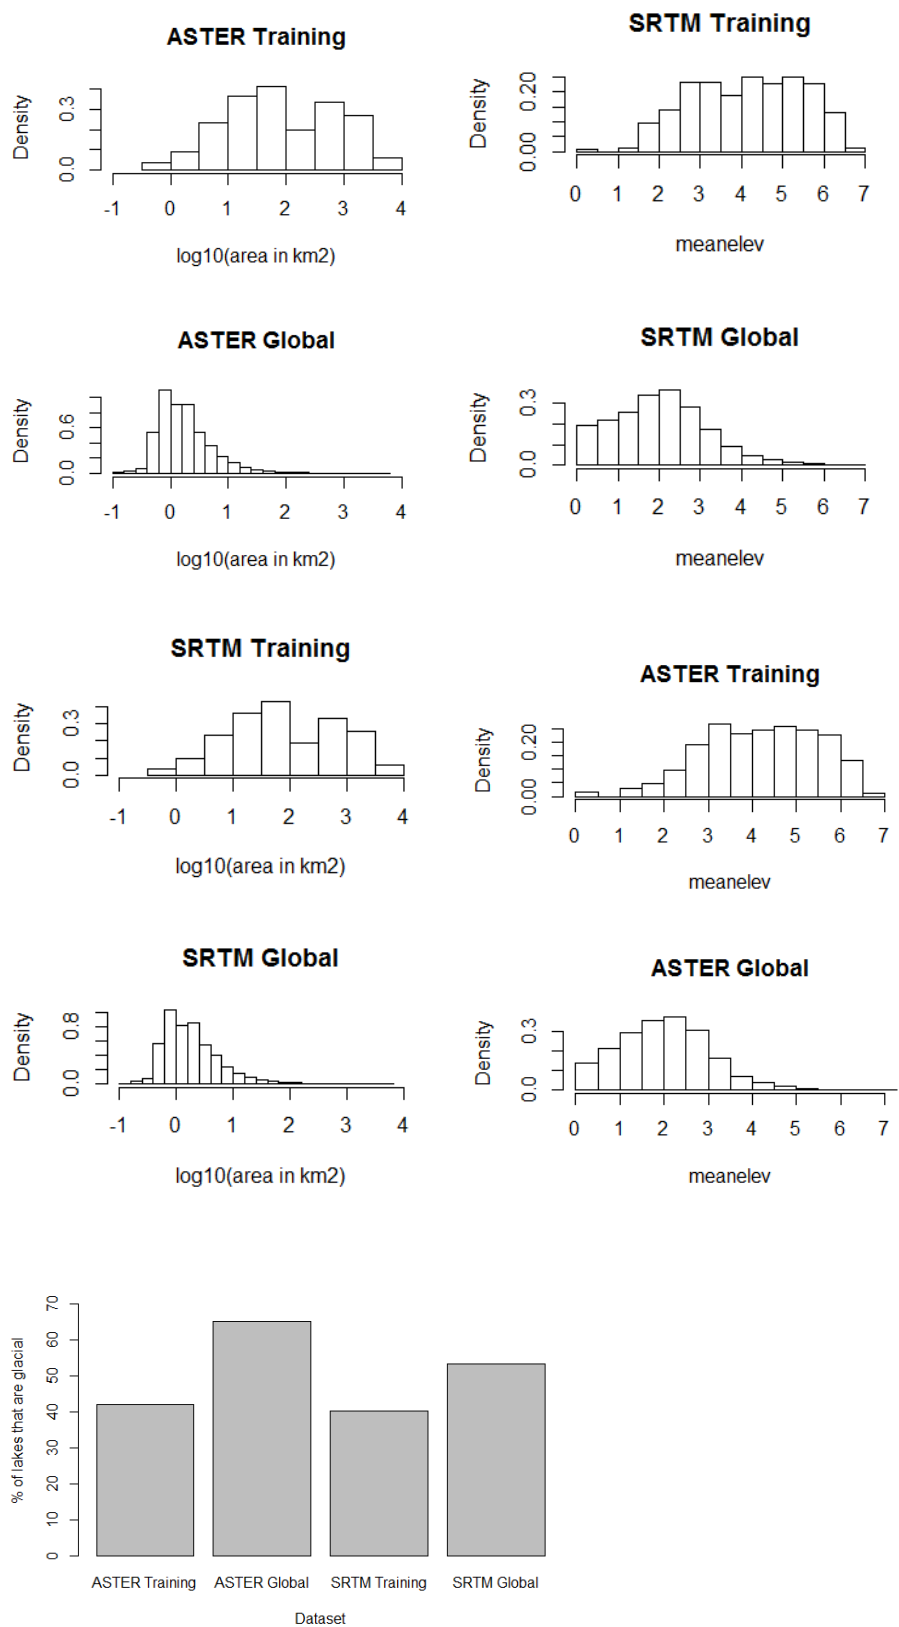 ASTER Training
Density
0.0 0.3
-1 0 1 2 3 4
log10(area in km2)
SRTM Training
Density
0.00 0.20
0 1 2 3 4 5 6 7
meanelev
ASTER Global
Density
0.0 0.6
-1 0 1 2 3 4
log10(area in km2)
SRTM Global
Density
0.0 0.3
0 1 2 3 4 5 6 7
meanelev
SRTM Training
Density
0.0 0.3
-1 0 1 2 3 4
log10(area in km2)
ASTER Training
Density
0.00 0.20
0 1 2 3 4 5 6 7
meanelev
SRTM Global
Density
0.0 0.8
-1 0 1 2 3 4
log10(area in km2)
ASTER Global
Density
0.0 0.3
0 1 2 3 4 5 6 7
meanelev
% of lakes that are glacial
0 10 20 30 40 50 60 70
ASTER Training ASTER Global SRTM Training SRTM Global
Dataset